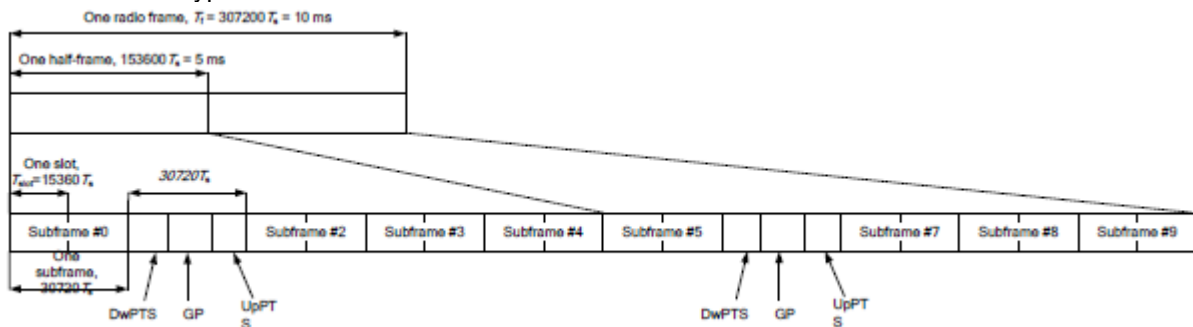 One radio frame, Tf = 307200 Ts = 10 ms
One half-frame, 153600 Ts = 5 ms
One slot,
Tslot=15360 Ts
30720Ts
Subframe #0
Subframe #2
Subframe #3
Subframe #4
Subframe #5
Subframe #7
Subframe #8
Subframe #9
One
subframe,
30720Ts
DwPTS
GP
UpPT
S
DwPTS
GP
UpPT
S